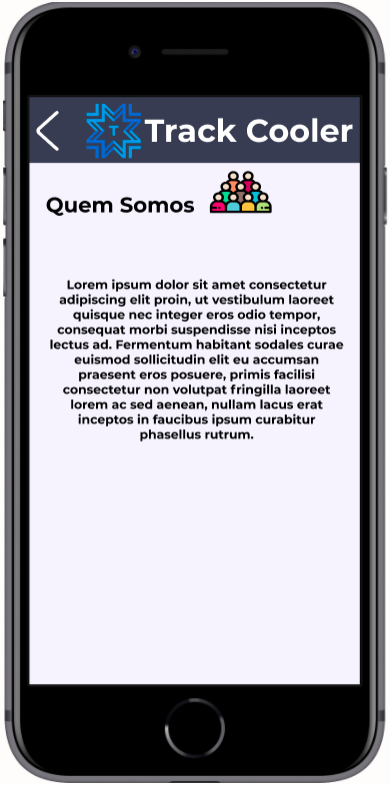 T
Track Cooler
Quem Somos
Lorem ipsum dolor sit amet consectetur
adipiscing elit proin, ut vestibulum laoreet
quisque nec integer eros odio tempor,
consequat morbi suspendisse nisi inceptos
lectus ad. Fermentum habitant sodales curae
euismod sollicitudin elit eu accumsan
praesent eros posuere, primis facilisi
consectetur non volutpat fringilla laoreet
lorem ac sed aenean, nullam lacus erat
inceptos in faucibus ipsum curabitur
phasellus rutrum.